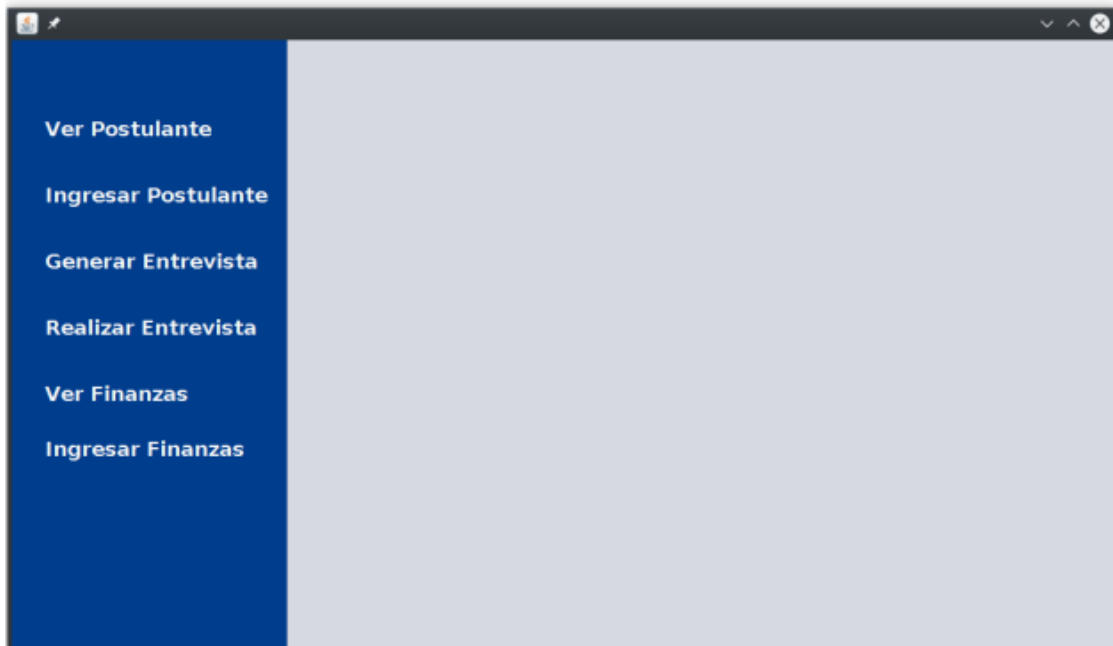 Ver Postulante
Ingresar Postulante
Generar Entrevista
Realizar Entrevista
Ver Finanzas
Ingresar Finanzas